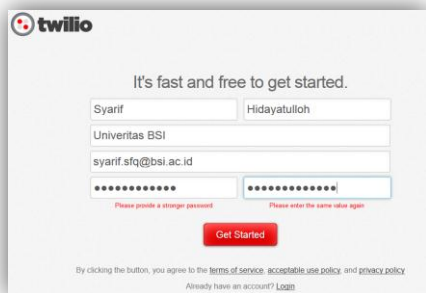 twilio
It's fast and free to get started.
Syarif Hidayatulloh
Univeritas BSI
syarif.sfq@bsi.ac.id
●●●●●●●●●●●● ●●●●●●●●●●●●●
Please provide a stronger password Please enter the same value again
Get Started
By clicking the button, you agree to the terms of service, acceptable use policy, and privacy policy
Already have an account? Login